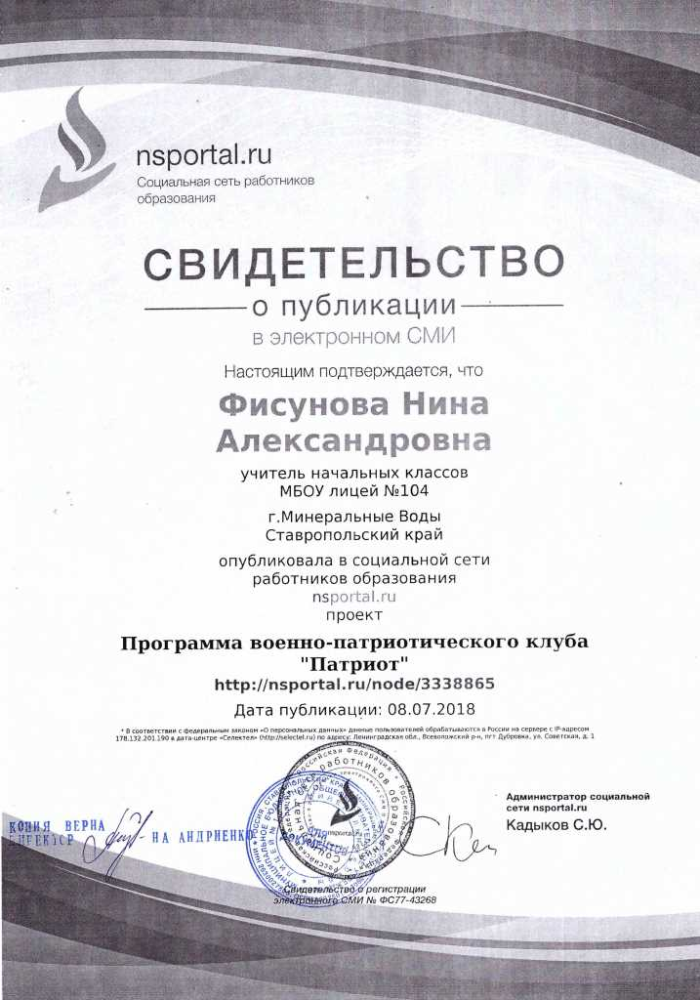 nsportal.ru
Социальная сеть работников
образования
СВИДЕТЕЛЬСТВО
о публикации
в электронном СМИ
Настоящим подтверждается, что
Фисунова Нина
Александровна
учитель начальных классов
МБОУ лицей №104
г.Минеральные Воды
Ставропольский край
опубликовала в социальной сети
работников образования
nsportal.ru
проект
Программа военно-патриотического клуба
"Патриот"
http://nsportal.ru/node/3338865
Дата публикации: 08.07.2018
* В соответствии с федеральным законом «О персональных данных» данные пользователей обрабатываются в России на сервере с IP-адресом
178.132.201.190 в дата-центре «Селектел» (http://selectel.ru) по адресу: Ленинградская обл., Всеволожский р-н, пгт Дубровка, ул. Советская, д. 1
Российская Федерация
работников образования
nsportal.ru
Администратор социальной
сети nsportal.ru
Кадыков С.Ю.
КОПИЯ ВЕРНА
ДИРЕКТОР НА АНДРИЕНКО
Свидетельство о регистрации
электронного СМИ № ФС77-43268